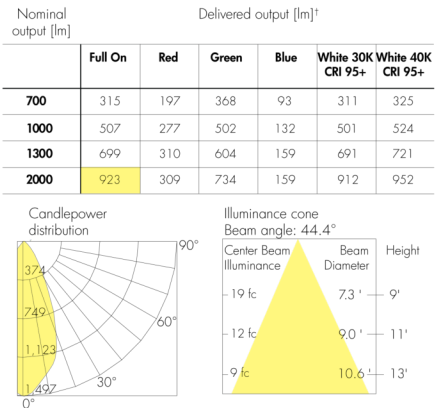 Nominal output [lm]
Delivered output [lm]†
Full On Red Green Blue White 30K CRI 95+ White 40K CRI 95+
700 315 197 368 93 311 325
1000 507 277 502 132 501 524
1300 699 310 604 159 691 721
2000 923 309 734 159 912 952
Candlepower distribution
90°
374
749
60°
1,123
30°
1,497
0°
Illuminance cone
Beam angle: 44.4°
Center Beam Illuminance
Beam Diameter
Height
19 fc 7.3 ' 9'
12 fc 9.0 ' 11'
9 fc 10.6 ' 13'